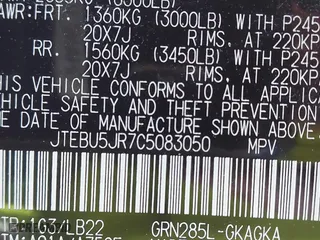 GAWR:FRT. 1360KG (3000LB) WITH P245
20X7J RIMS, AT 220KP
RR. 1560KG (3450LB) WITH P245
20X7J RIMS, AT 220KP
THIS VEHICLE CONFORMS TO ALL APPLICA
VEHICLE SAFETY AND THEFT PREVENTION
THE DATE OF MANUFACTURE SHOWN ABOVE.
JTEBU5JR7C5083050 MPV
GRN285L-GKAGKA